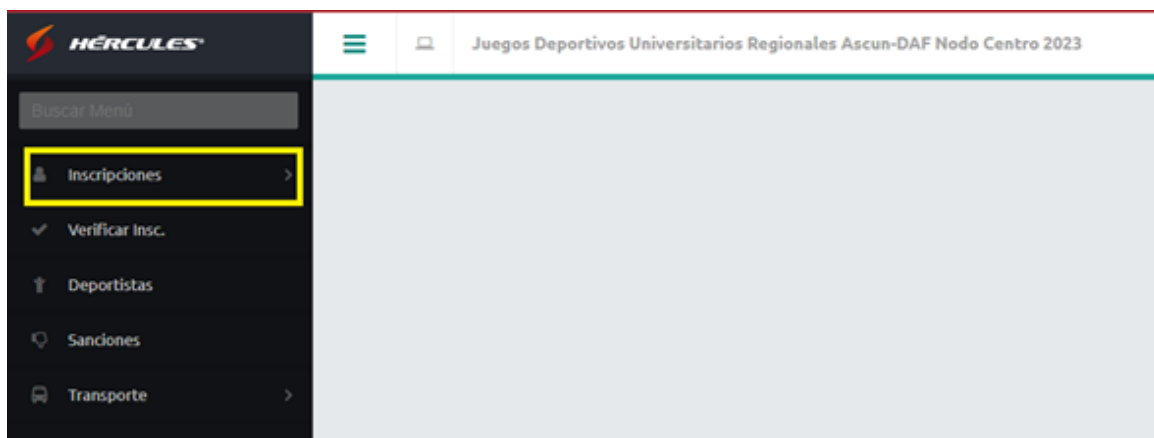 HÉRCULES
Juegos Deportivos Universitarios Regionales Ascun-DAF Nodo Centro 2023
Buscar Menú
Inscripciones
Verificar Insc.
Deportistas
Sanciones
Transporte